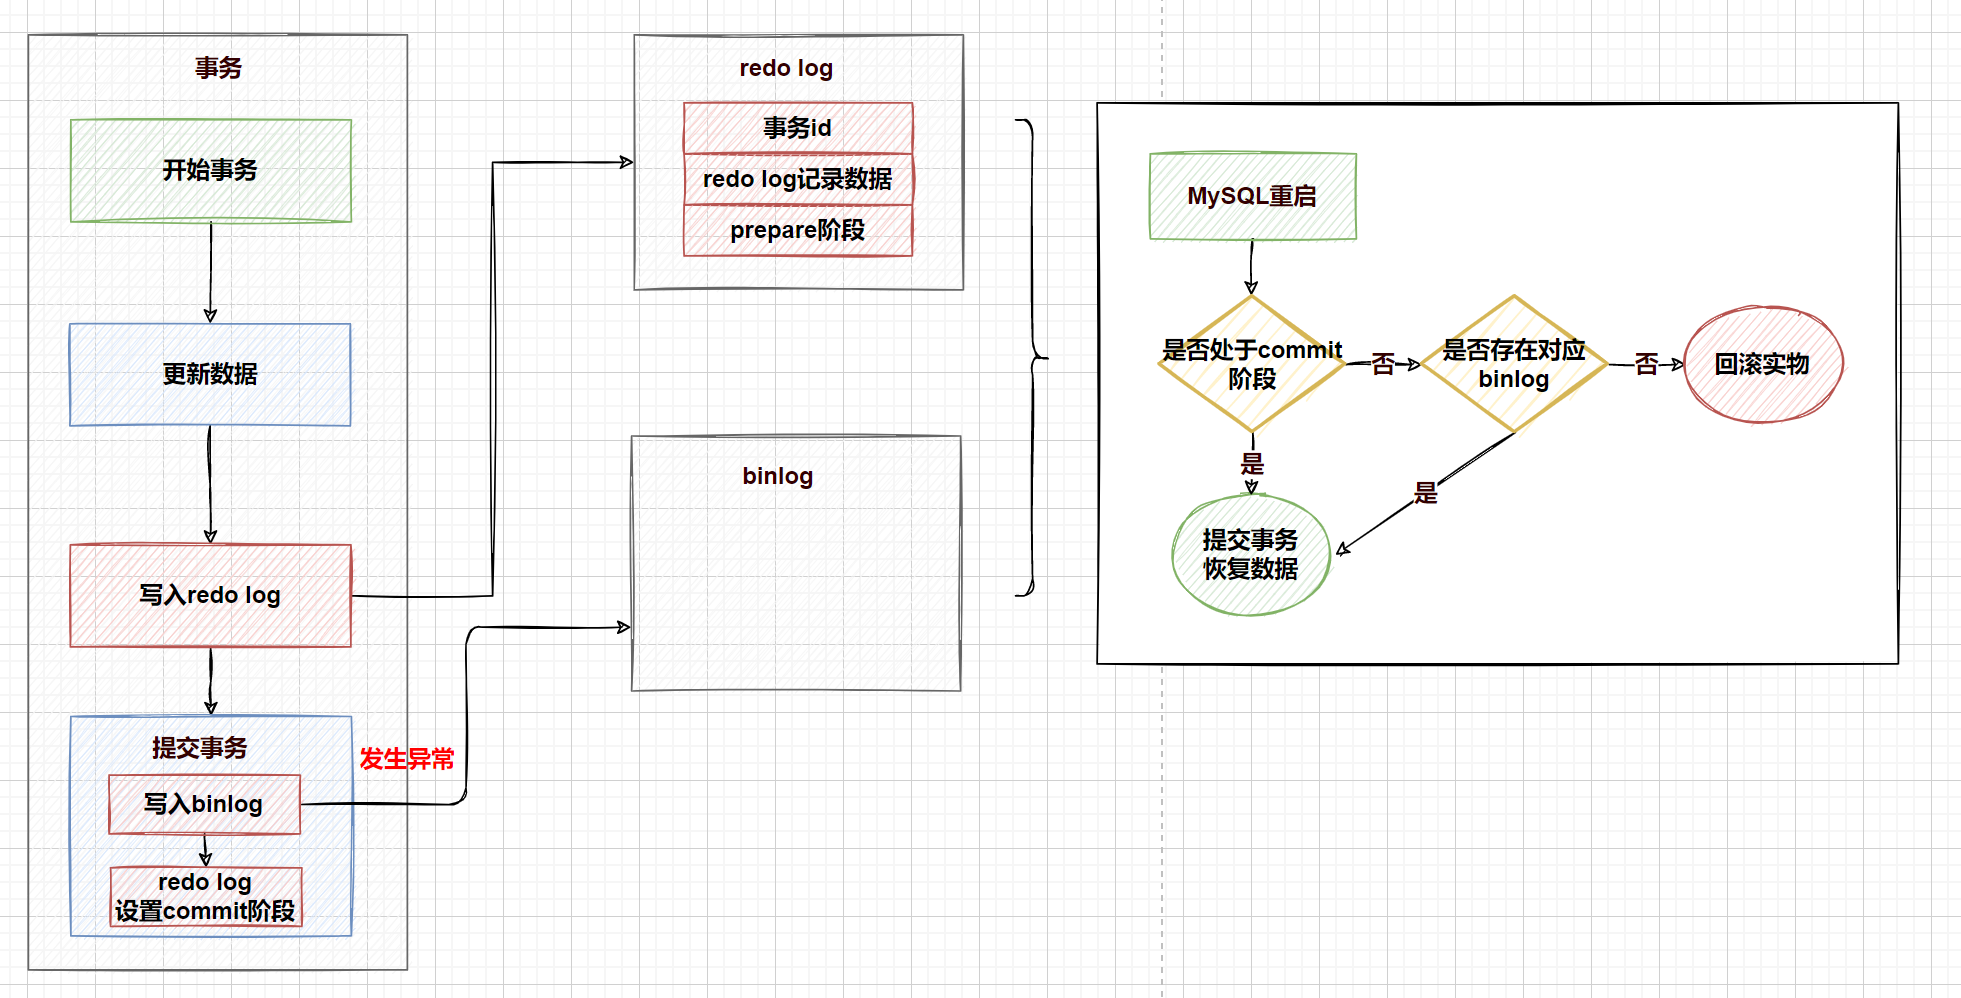 事务
开始事务
更新数据
写入redo log
提交事务
写入binlog
redo log
设置commit阶段
发生异常
redo log
事务id
redo log记录数据
prepare阶段
binlog
MySQL重启
是否处于commit
阶段
否
是否存在对应
binlog
否
回滚实物
是
是
提交事务
恢复数据